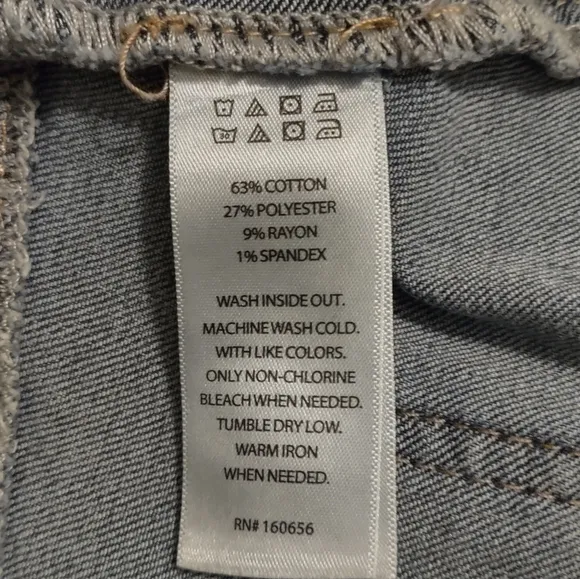 63% COTTON
27% POLYESTER
9% RAYON
1% SPANDEX
WASH INSIDE OUT.
MACHINE WASH COLD.
WITH LIKE COLORS.
ONLY NON-CHLORINE
BLEACH WHEN NEEDED.
TUMBLE DRY LOW.
WARM IRON
WHEN NEEDED.
RN# 160656